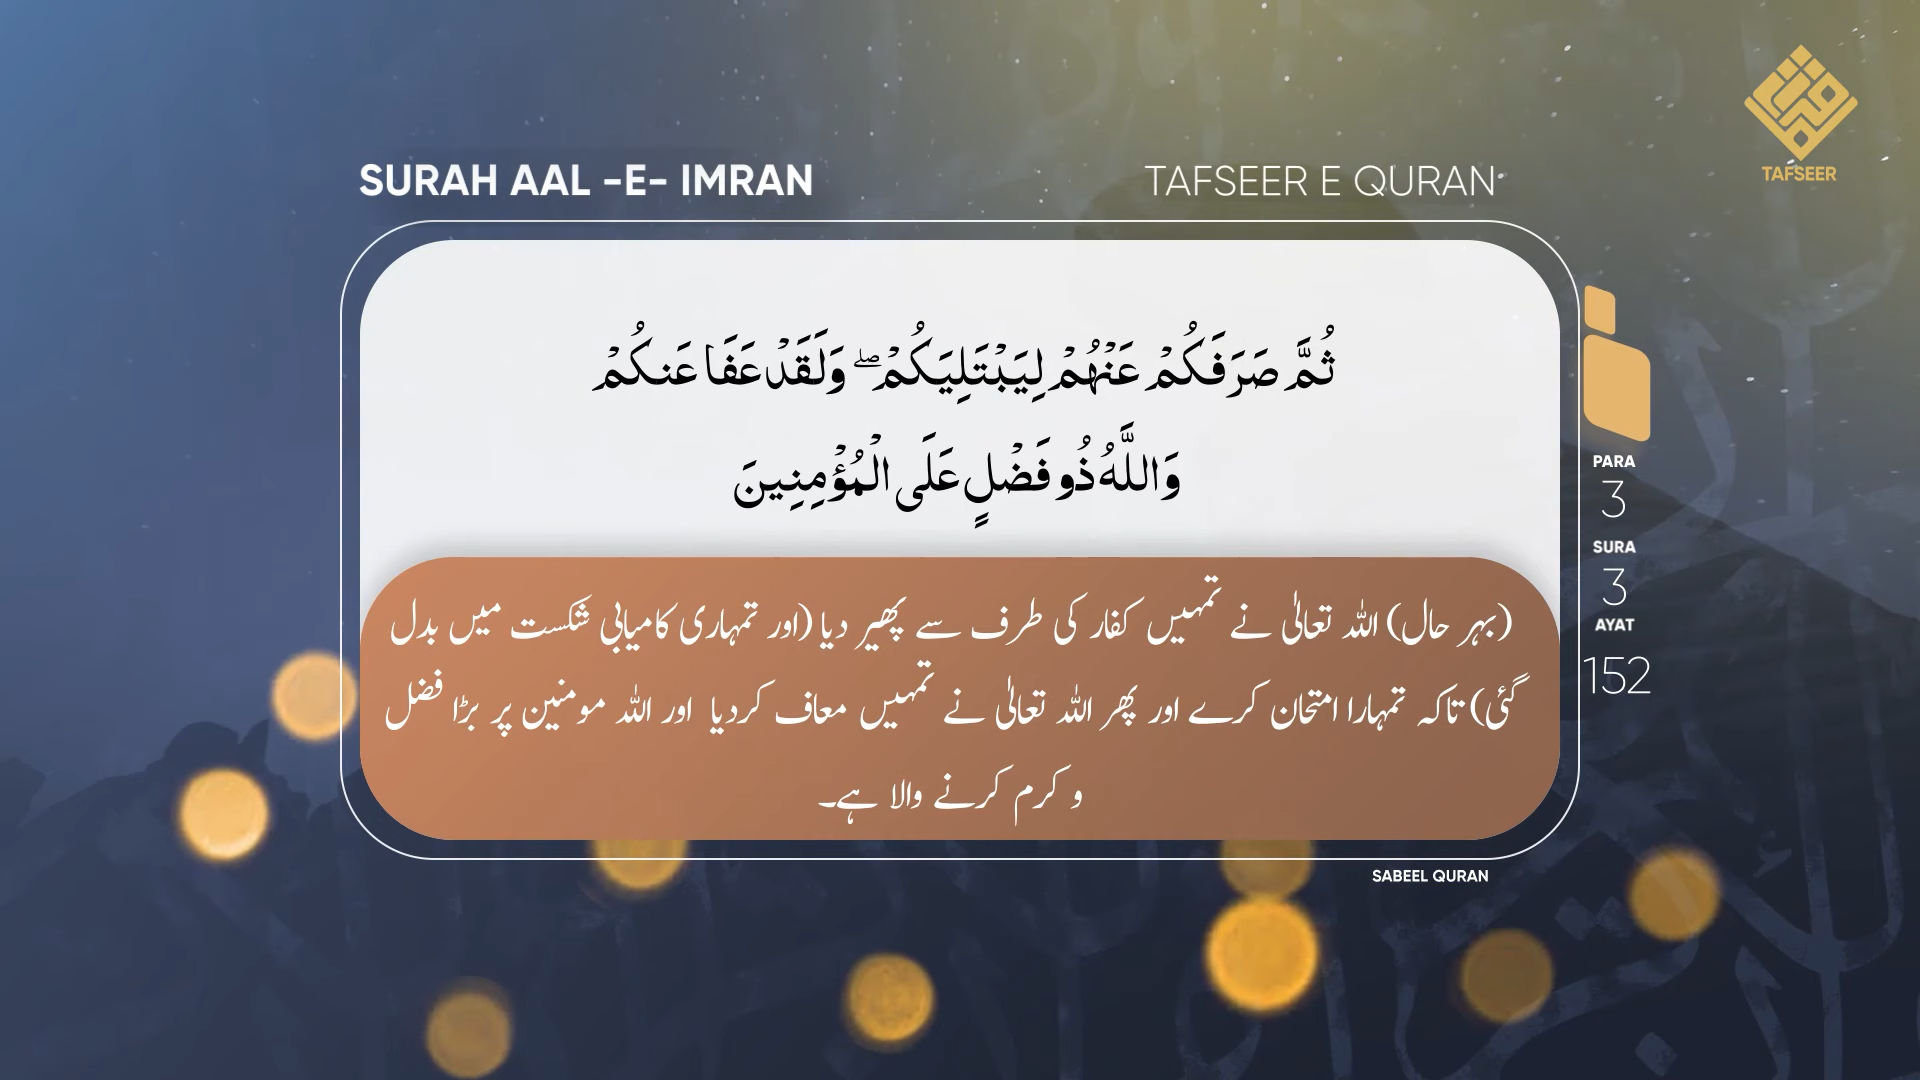 SURAH AAL -E- IMRAN
TAFSEER E QURAN
TAFSEER
ثُمَّ صَرَفَكُمْ عَنْهُمْ لِيَبْتَلِيَكُمْ ۖ وَلَقَدْ عَفَا عَنكُمْ
وَاللَّهُ ذُو فَضْلٍ عَلَى الْمُؤْمِنِينَ
(بہر حال) اللہ تعالیٰ نے تمہیں کفار کی طرف سے پھیر دیا (اور تمہاری کامیابی شکست میں بدل
گئی) تاکہ تمہارا امتحان کرے اور پھر اللہ تعالیٰ نے تمہیں معاف کردیا اور اللہ مومنین پر بڑا فضل
و کرم کرنے والا ہے۔
PARA
3
SURA
3
AYAT
152
SABEEL QURAN